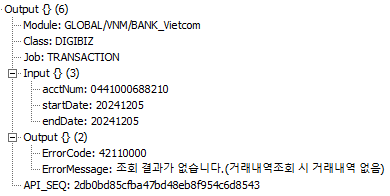 Output {} (6)
Module: GLOBAL/VNM/BANK_Vietcom
Class: DIGIBIZ
Job: TRANSACTION
Input {} (3)
acctNum: 0441000688210
startDate: 20241205
endDate: 20241205
Output {} (2)
ErrorCode: 42110000
ErrorMessage: 조회 결과가 없습니다.(거래내역조회 시 거래내역 없음)
API_SEQ: 2db0bd85cfba47bd48eb8f954c6d8543